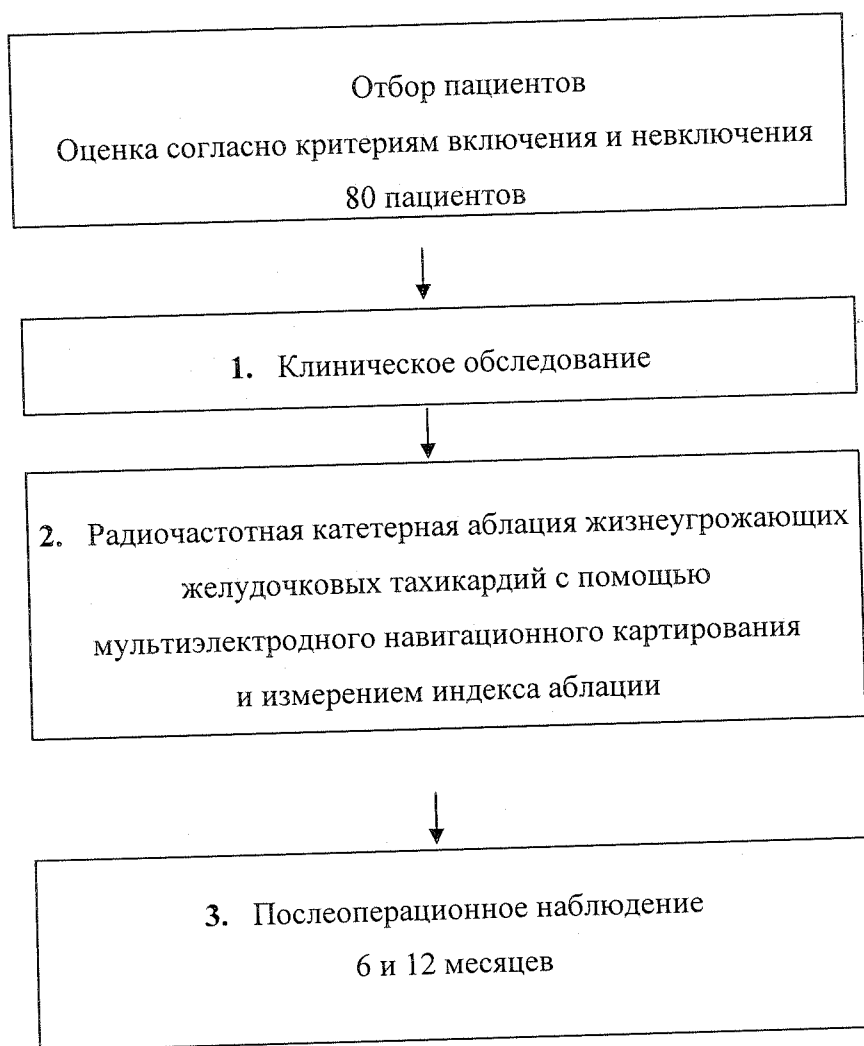 Отбор пациентов
Оценка согласно критериям включения и невключения
80 пациентов
1. Клиническое обследование
2. Радиочастотная катетерная аблация жизнеугрожающих
желудочковых тахикардий с помощью
мультиэлектродного навигационного картирования
и измерением индекса аблации
3. Послеоперационное наблюдение
6 и 12 месяцев